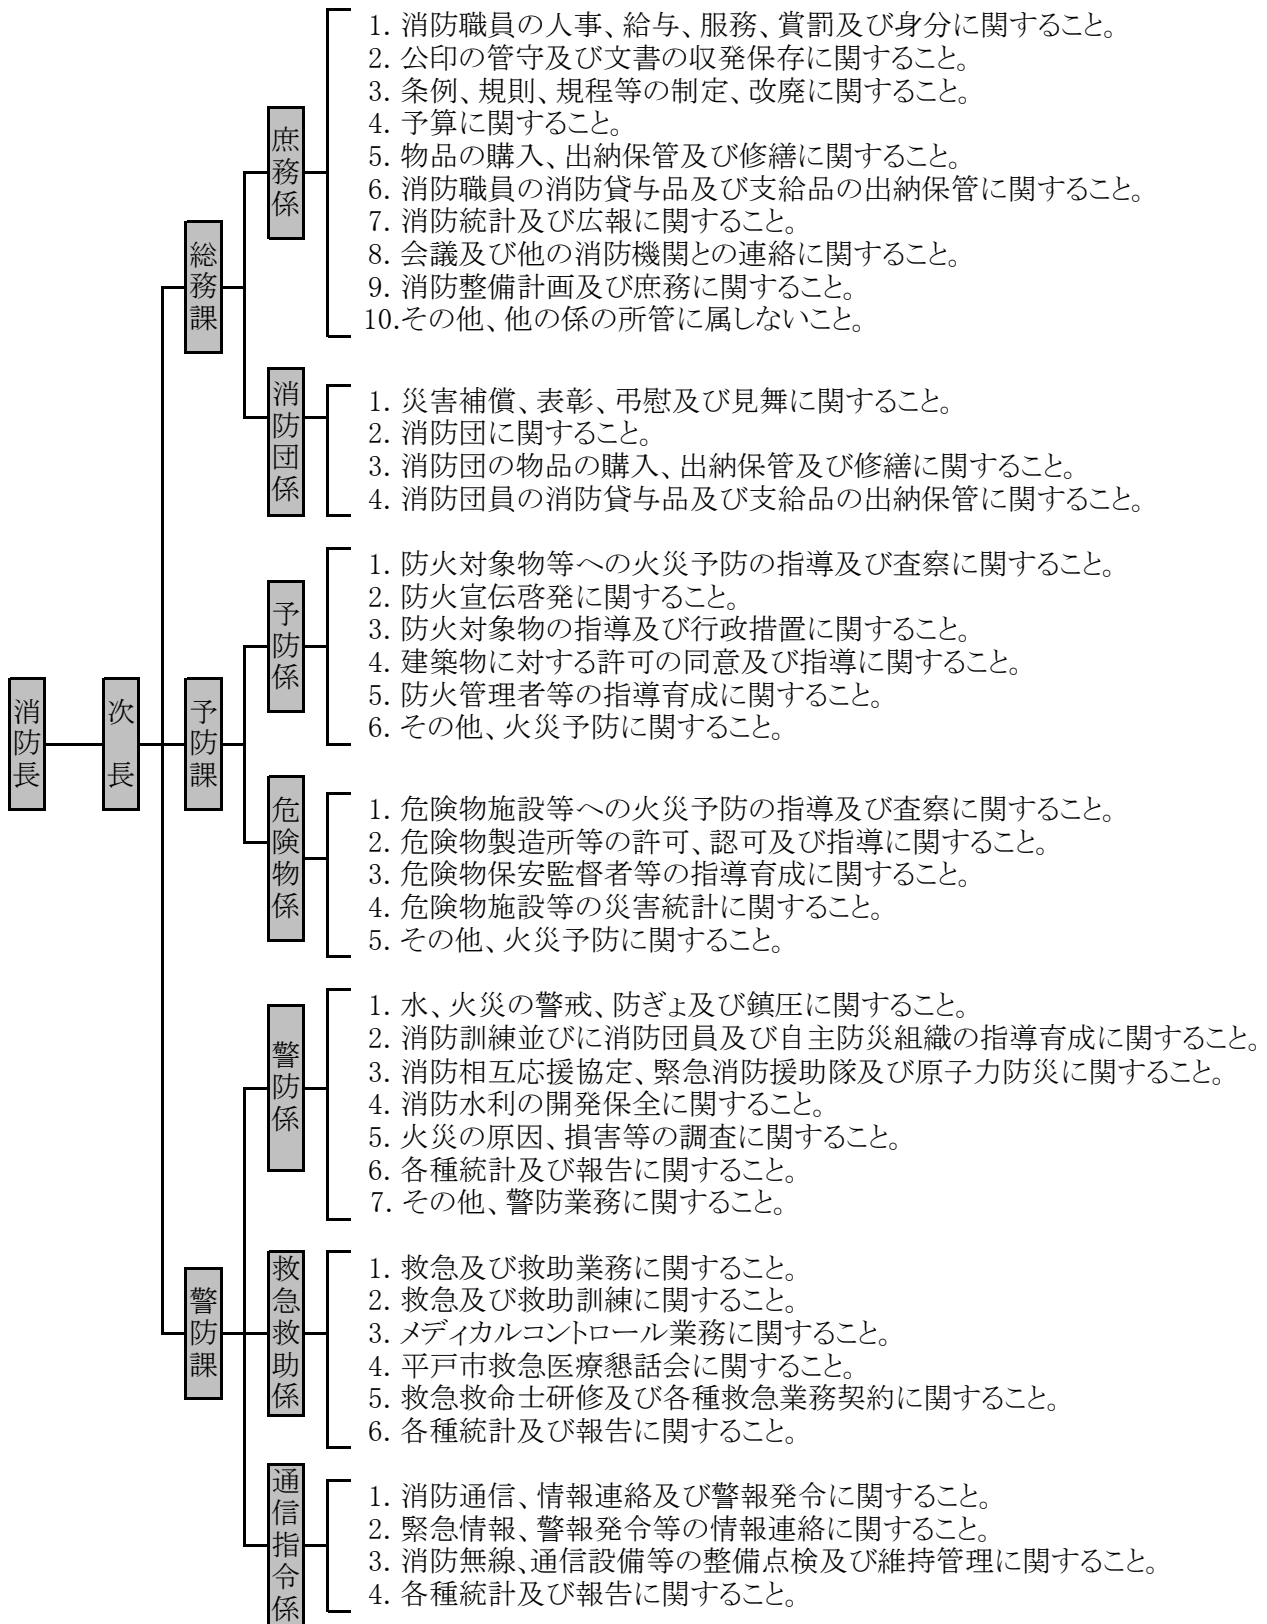 消防長
次長
総務課
庶務係
1. 消防職員の人事、給与、服務、賞罰及び身分に関すること。
2. 公印の管守及び文書の収発保存に関すること。
3. 条例、規則、規程等の制定、改廃に関すること。
4. 予算に関すること。
5. 物品の購入、出納保管及び修繕に関すること。
6. 消防職員の消防貸与品及び支給品の出納保管に関すること。
7. 消防統計及び広報に関すること。
8. 会議及び他の消防機関との連絡に関すること。
9. 消防整備計画及び庶務に関すること。
10.その他、他の係の所管に属しないこと。
消防団係
1. 災害補償、表彰、弔慰及び見舞に関すること。
2. 消防団に関すること。
3. 消防団の物品の購入、出納保管及び修繕に関すること。
4. 消防団員の消防貸与品及び支給品の出納保管に関すること。
予防課
予防係
1. 防火対象物等への火災予防の指導及び査察に関すること。
2. 防火宣伝啓発に関すること。
3. 防火対象物の指導及び行政措置に関すること。
4. 建築物に対する許可の同意及び指導に関すること。
5. 防火管理者等の指導育成に関すること。
6. その他、火災予防に関すること。
危険物係
1. 危険物施設等への火災予防の指導及び査察に関すること。
2. 危険物製造所等の許可、認可及び指導に関すること。
3. 危険物保安監督者等の指導育成に関すること。
4. 危険物施設等の災害統計に関すること。
5. その他、火災予防に関すること。
警防課
警防係
1. 水、火災の警戒、防ぎょ及び鎮圧に関すること。
2. 消防訓練並びに消防団員及び自主防災組織の指導育成に関すること。
3. 消防相互応援協定、緊急消防援助隊及び原子力防災に関すること。
4. 消防水利の開発保全に関すること。
5. 火災の原因、損害等の調査に関すること。
6. 各種統計及び報告に関すること。
7. その他、警防業務に関すること。
救急救助係
1. 救急及び救助業務に関すること。
2. 救急及び救助訓練に関すること。
3. メディカルコントロール業務に関すること。
4. 平戸市救急医療懇話会に関すること。
5. 救急救命士研修及び各種救急業務契約に関すること。
6. 各種統計及び報告に関すること。
通信指令係
1. 消防通信、情報連絡及び警報発令に関すること。
2. 緊急情報、警報発令等の情報連絡に関すること。
3. 消防無線、通信設備等の整備点検及び維持管理に関すること。
4. 各種統計及び報告に関すること。